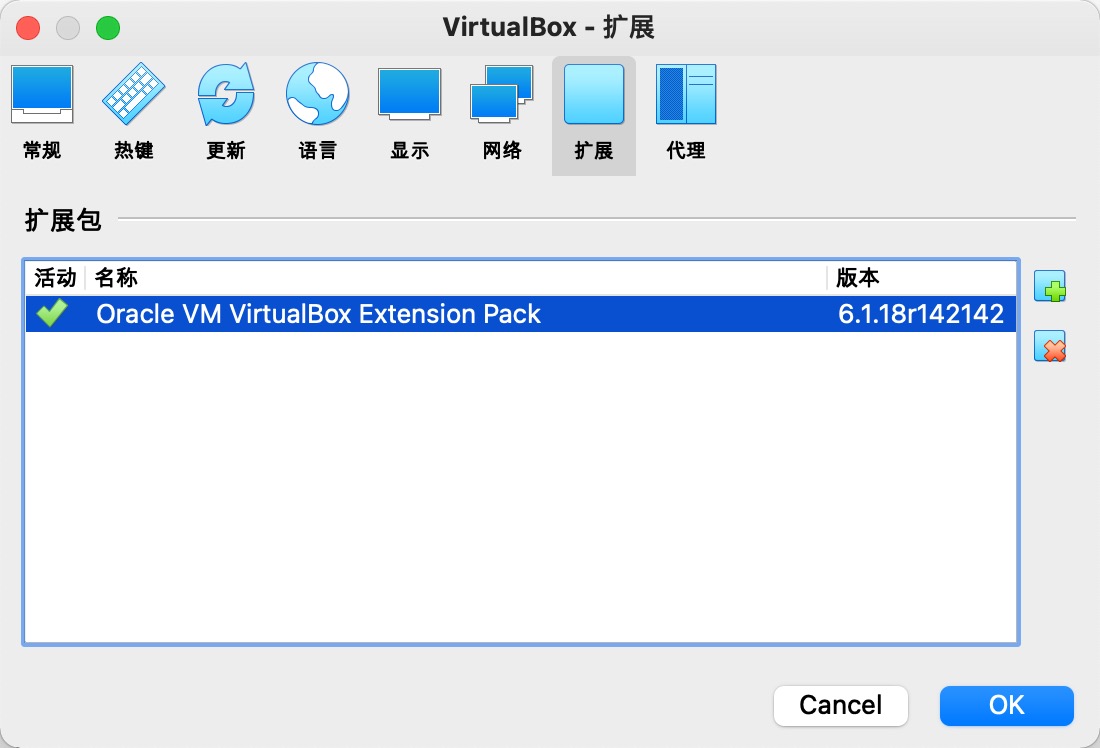 VirtualBox - 扩展
常规 热键 更新 语言 显示 网络 扩展 代理
扩展包
活动 名称 版本
Oracle VM VirtualBox Extension Pack 6.1.18r142142
Cancel OK